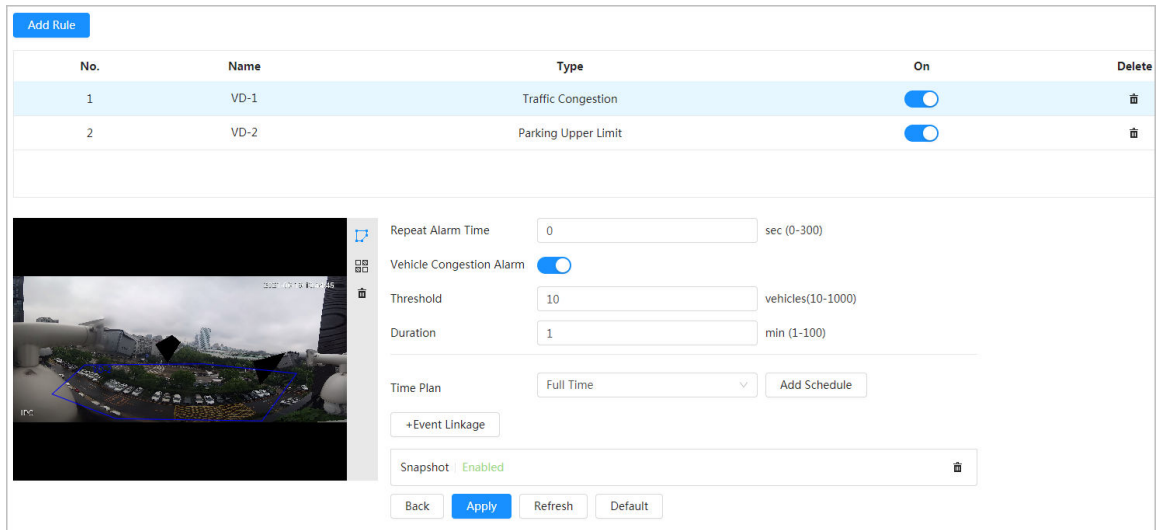 Add Rule
No. Name Type On Delete
1 VD-1 Traffic Congestion
2 VD-2 Parking Upper Limit
Repeat Alarm Time 0 sec (0-300)
Vehicle Congestion Alarm
Threshold 10 vehicles(10-1000)
Duration 1 min (1-100)
Time Plan Full Time Add Schedule
IPC
+Event Linkage
Snapshot Enabled
Back Apply Refresh Default